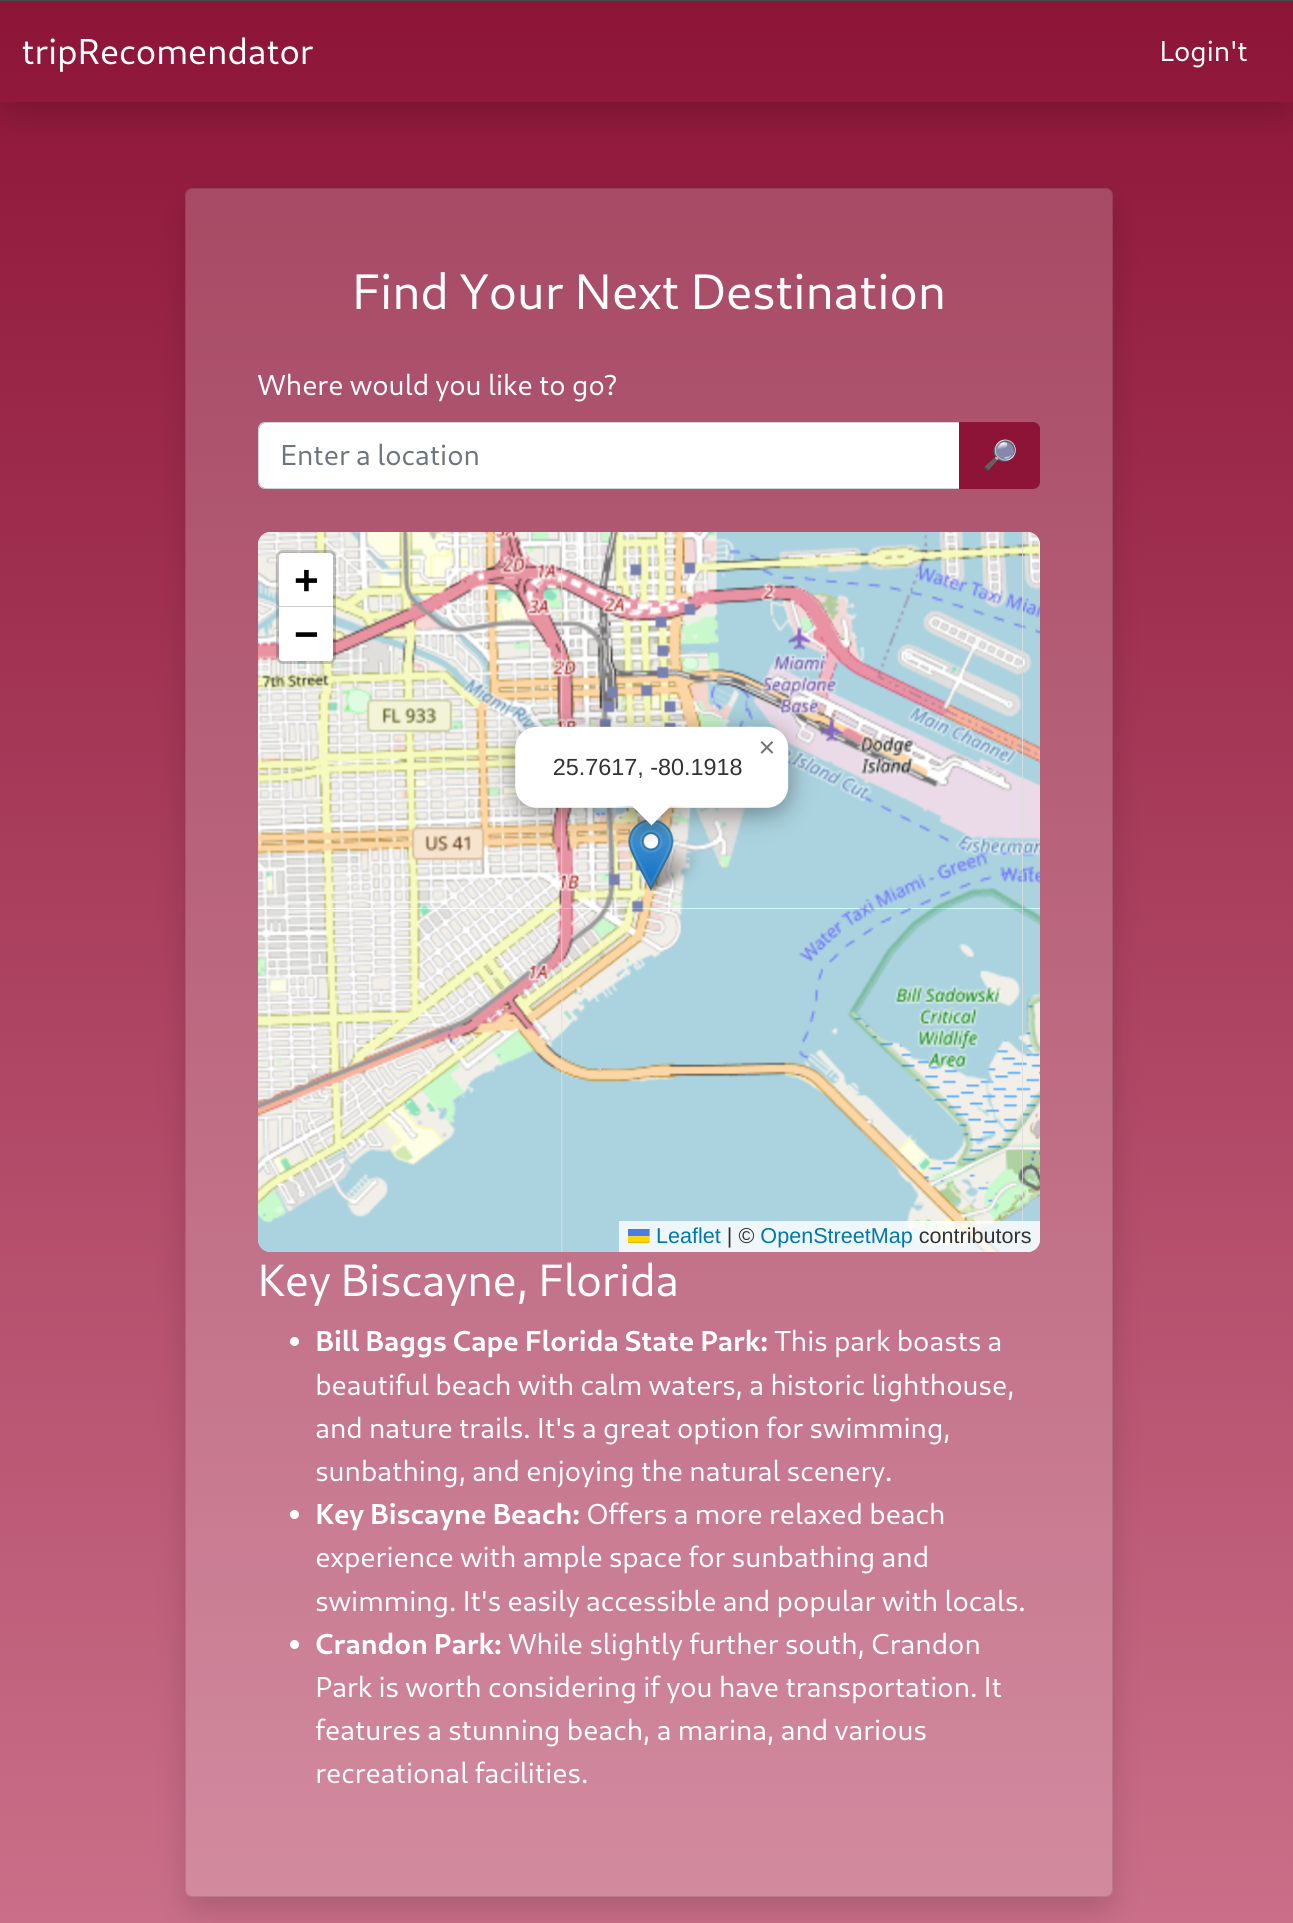 tripRecomendator
Login't
Find Your Next Destination
Where would you like to go?
Enter a location
+
−
2D
1A
3A
2A
2
Water Taxi Miam
7th Street
2D
Miami
Seaplane
Base
FL 933
Miami Riv
1B
Main Channel
Dodge
Island
Island Cut
25.7617, -80.1918
×
US 41
Fisherman
Wate
Water Taxi Miami - Green
1B
1A
Bill Sadowski
Critical
Wildlife
Area
Leaflet | © OpenStreetMap contributors
Key Biscayne, Florida
• Bill Baggs Cape Florida State Park: This park boasts a
beautiful beach with calm waters, a historic lighthouse,
and nature trails. It's a great option for swimming,
sunbathing, and enjoying the natural scenery.
• Key Biscayne Beach: Offers a more relaxed beach
experience with ample space for sunbathing and
swimming. It's easily accessible and popular with locals.
• Crandon Park: While slightly further south, Crandon
Park is worth considering if you have transportation. It
features a stunning beach, a marina, and various
recreational facilities.